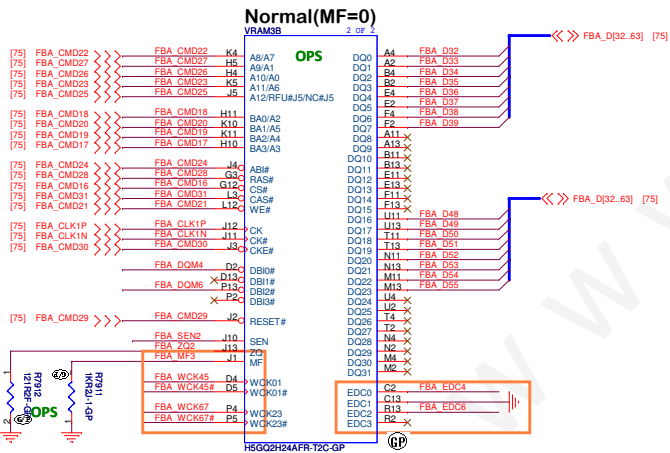 Normal(MF=0)
VRAM3B
2 OF 2
OPS
[75] FBA_CMD22 FBA_CMD22 K4 A8/A7 DQ0 A4 FBA_D32
[75] FBA_CMD27 FBA_CMD27 H5 A9/A1 DQ1 A2 FBA_D33
[75] FBA_CMD26 FBA_CMD26 H4 A10/A0 DQ2 B4 FBA_D34
[75] FBA_CMD23 FBA_CMD23 K5 A11/A6 DQ3 B2 FBA_D35
[75] FBA_CMD25 FBA_CMD25 J5 A12/RFU#J5/NC#J5 DQ4 E4 FBA_D36
DQ5 E2 FBA_D37
[75] FBA_CMD18 FBA_CMD18 H11 BA0/A2 DQ6 F4 FBA_D38
[75] FBA_CMD20 FBA_CMD20 K10 BA1/A5 DQ7 F2 FBA_D39
[75] FBA_CMD19 FBA_CMD19 K11 BA2/A4 DQ8 A11
[75] FBA_CMD17 FBA_CMD17 H10 BA3/A3 DQ9 A13
DQ10 B11
[75] FBA_CMD24 FBA_CMD24 J4 ABI# DQ11 B13
[75] FBA_CMD28 FBA_CMD28 G3 RAS# DQ12 E11
[75] FBA_CMD16 FBA_CMD16 G12 CS# DQ13 E13
[75] FBA_CMD31 FBA_CMD31 L3 CAS# DQ14 F11
[75] FBA_CMD21 FBA_CMD21 L12 WE# DQ15 F13
DQ16 U11 FBA_D48
[75] FBA_CLK1P FBA_CLK1P J12 CK DQ17 U13 FBA_D49
[75] FBA_CLK1N FBA_CLK1N J11 CK# DQ18 T11 FBA_D50
[75] FBA_CMD30 FBA_CMD30 J3 CKE# DQ19 T13 FBA_D51
DQ20 N11 FBA_D52
FBA_DQM4 D2 DBI0# DQ21 N13 FBA_D53
D13 DBI1# DQ22 M11 FBA_D54
FBA_DQM6 P13 DBI2# DQ23 M13 FBA_D55
P2 DBI3# DQ24 U4
DQ25 U2
[75] FBA_CMD29 FBA_CMD29 J2 RESET# DQ26 T4
DQ27 T2
FBA_SEN2 J10 SEN DQ28 N4
FBA_ZQ2 J13 ZQ DQ29 N2
FBA_MF3 J1 MF DQ30 M4
DQ31 M2
FBA_WCK45 D4 WCK01 EDC0 C2 FBA_EDC4
FBA_WCK45# D5 WCK01# EDC1 C13
FBA_WCK67 P4 WCK23 EDC2 R13 FBA_EDC6
FBA_WCK67# P5 WCK23# EDC3 R2
FBA_D[32..63] [75]
FBA_D[32..63] [75]
1
2
R7912
121R2F-GP
R7911
1KR2J-1-GP
OPS
H5GQ2H24AFR-T2C-GP
GP